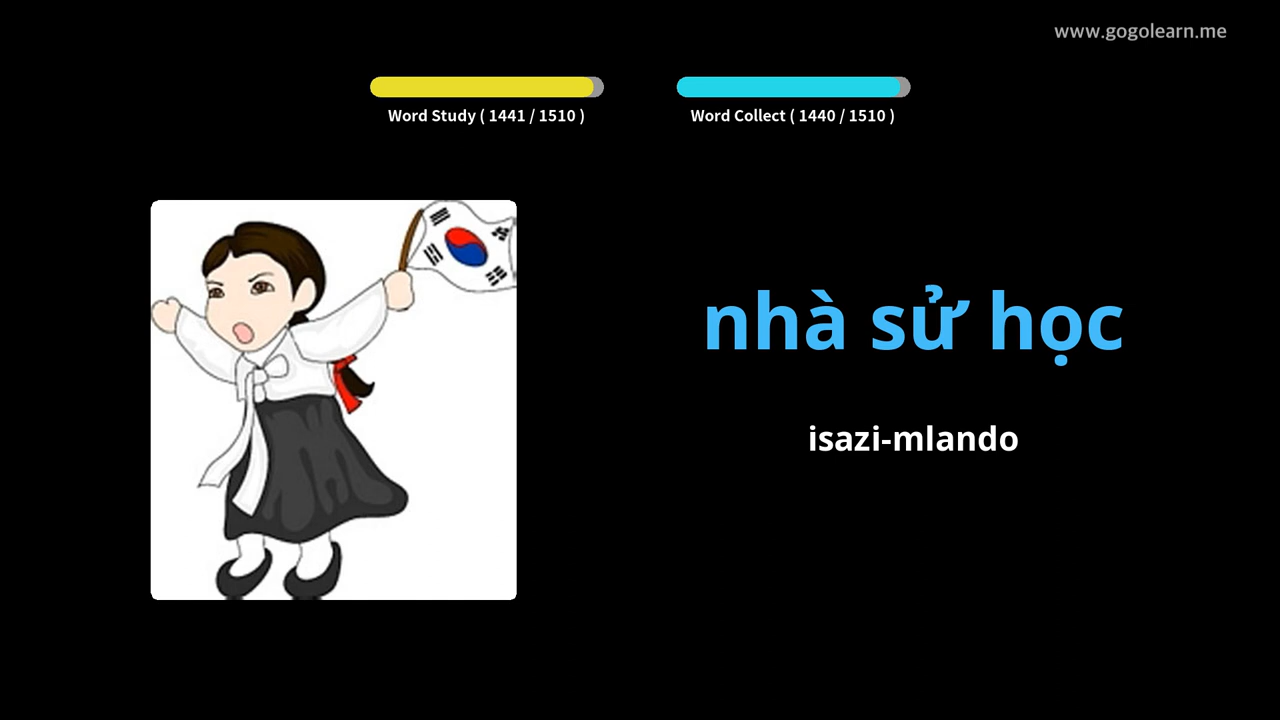 www.gogolearn.me
Word Study ( 1441 / 1510 )
Word Collect ( 1440 / 1510 )
nhà sử học
isazi-mlando